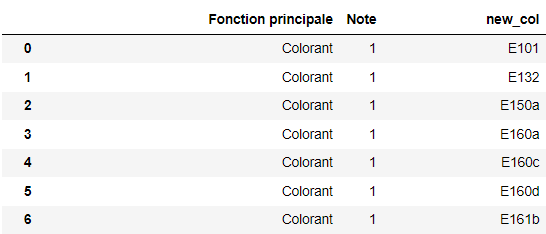 Fonction principale Note new_col
0 Colorant 1 E101
1 Colorant 1 E132
2 Colorant 1 E150a
3 Colorant 1 E160a
4 Colorant 1 E160c
5 Colorant 1 E160d
6 Colorant 1 E161b